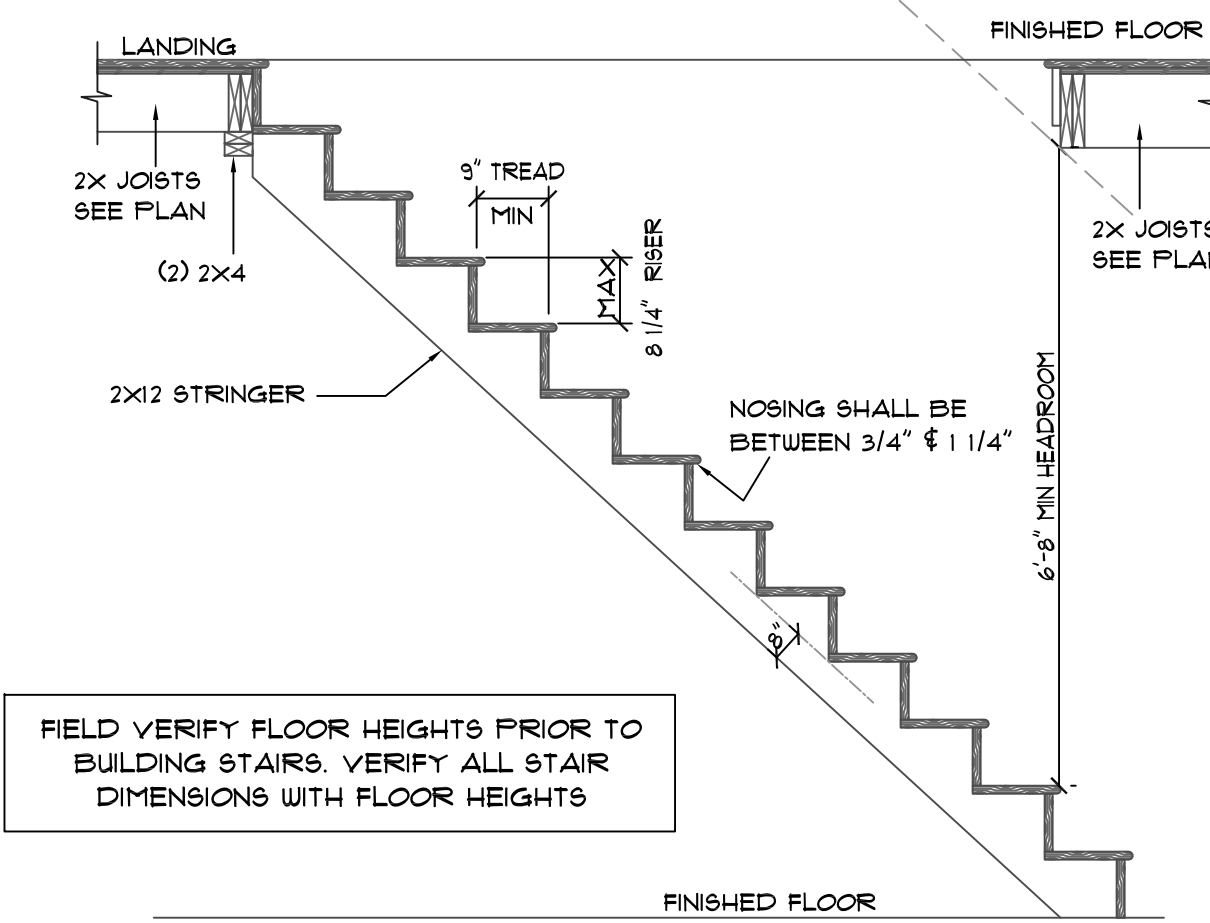 LANDING
FINISHED FLOOR
2X JOISTS
SEE PLAN
(2) 2X4
9" TREAD
MIN
MAX
8 1/4" RISER
2X JOISTS
SEE PLAN
2X12 STRINGER
NOSING SHALL BE
BETWEEN 3/4" & 1 1/4"
6'-8" MIN HEADROOM
8"
FIELD VERIFY FLOOR HEIGHTS PRIOR TO
BUILDING STAIRS. VERIFY ALL STAIR
DIMENSIONS WITH FLOOR HEIGHTS
FINISHED FLOOR